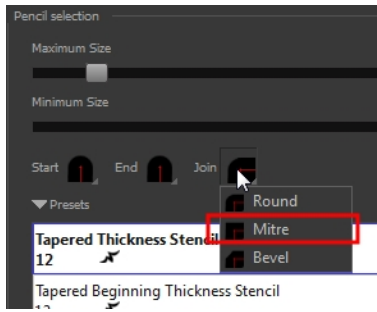 Pencil selection
Maximum Size
Minimum Size
Start End Join
Round
Presets
Mitre
Tapered Thickness Stencil
12
Bevel
Tapered Beginning Thickness Stencil
12